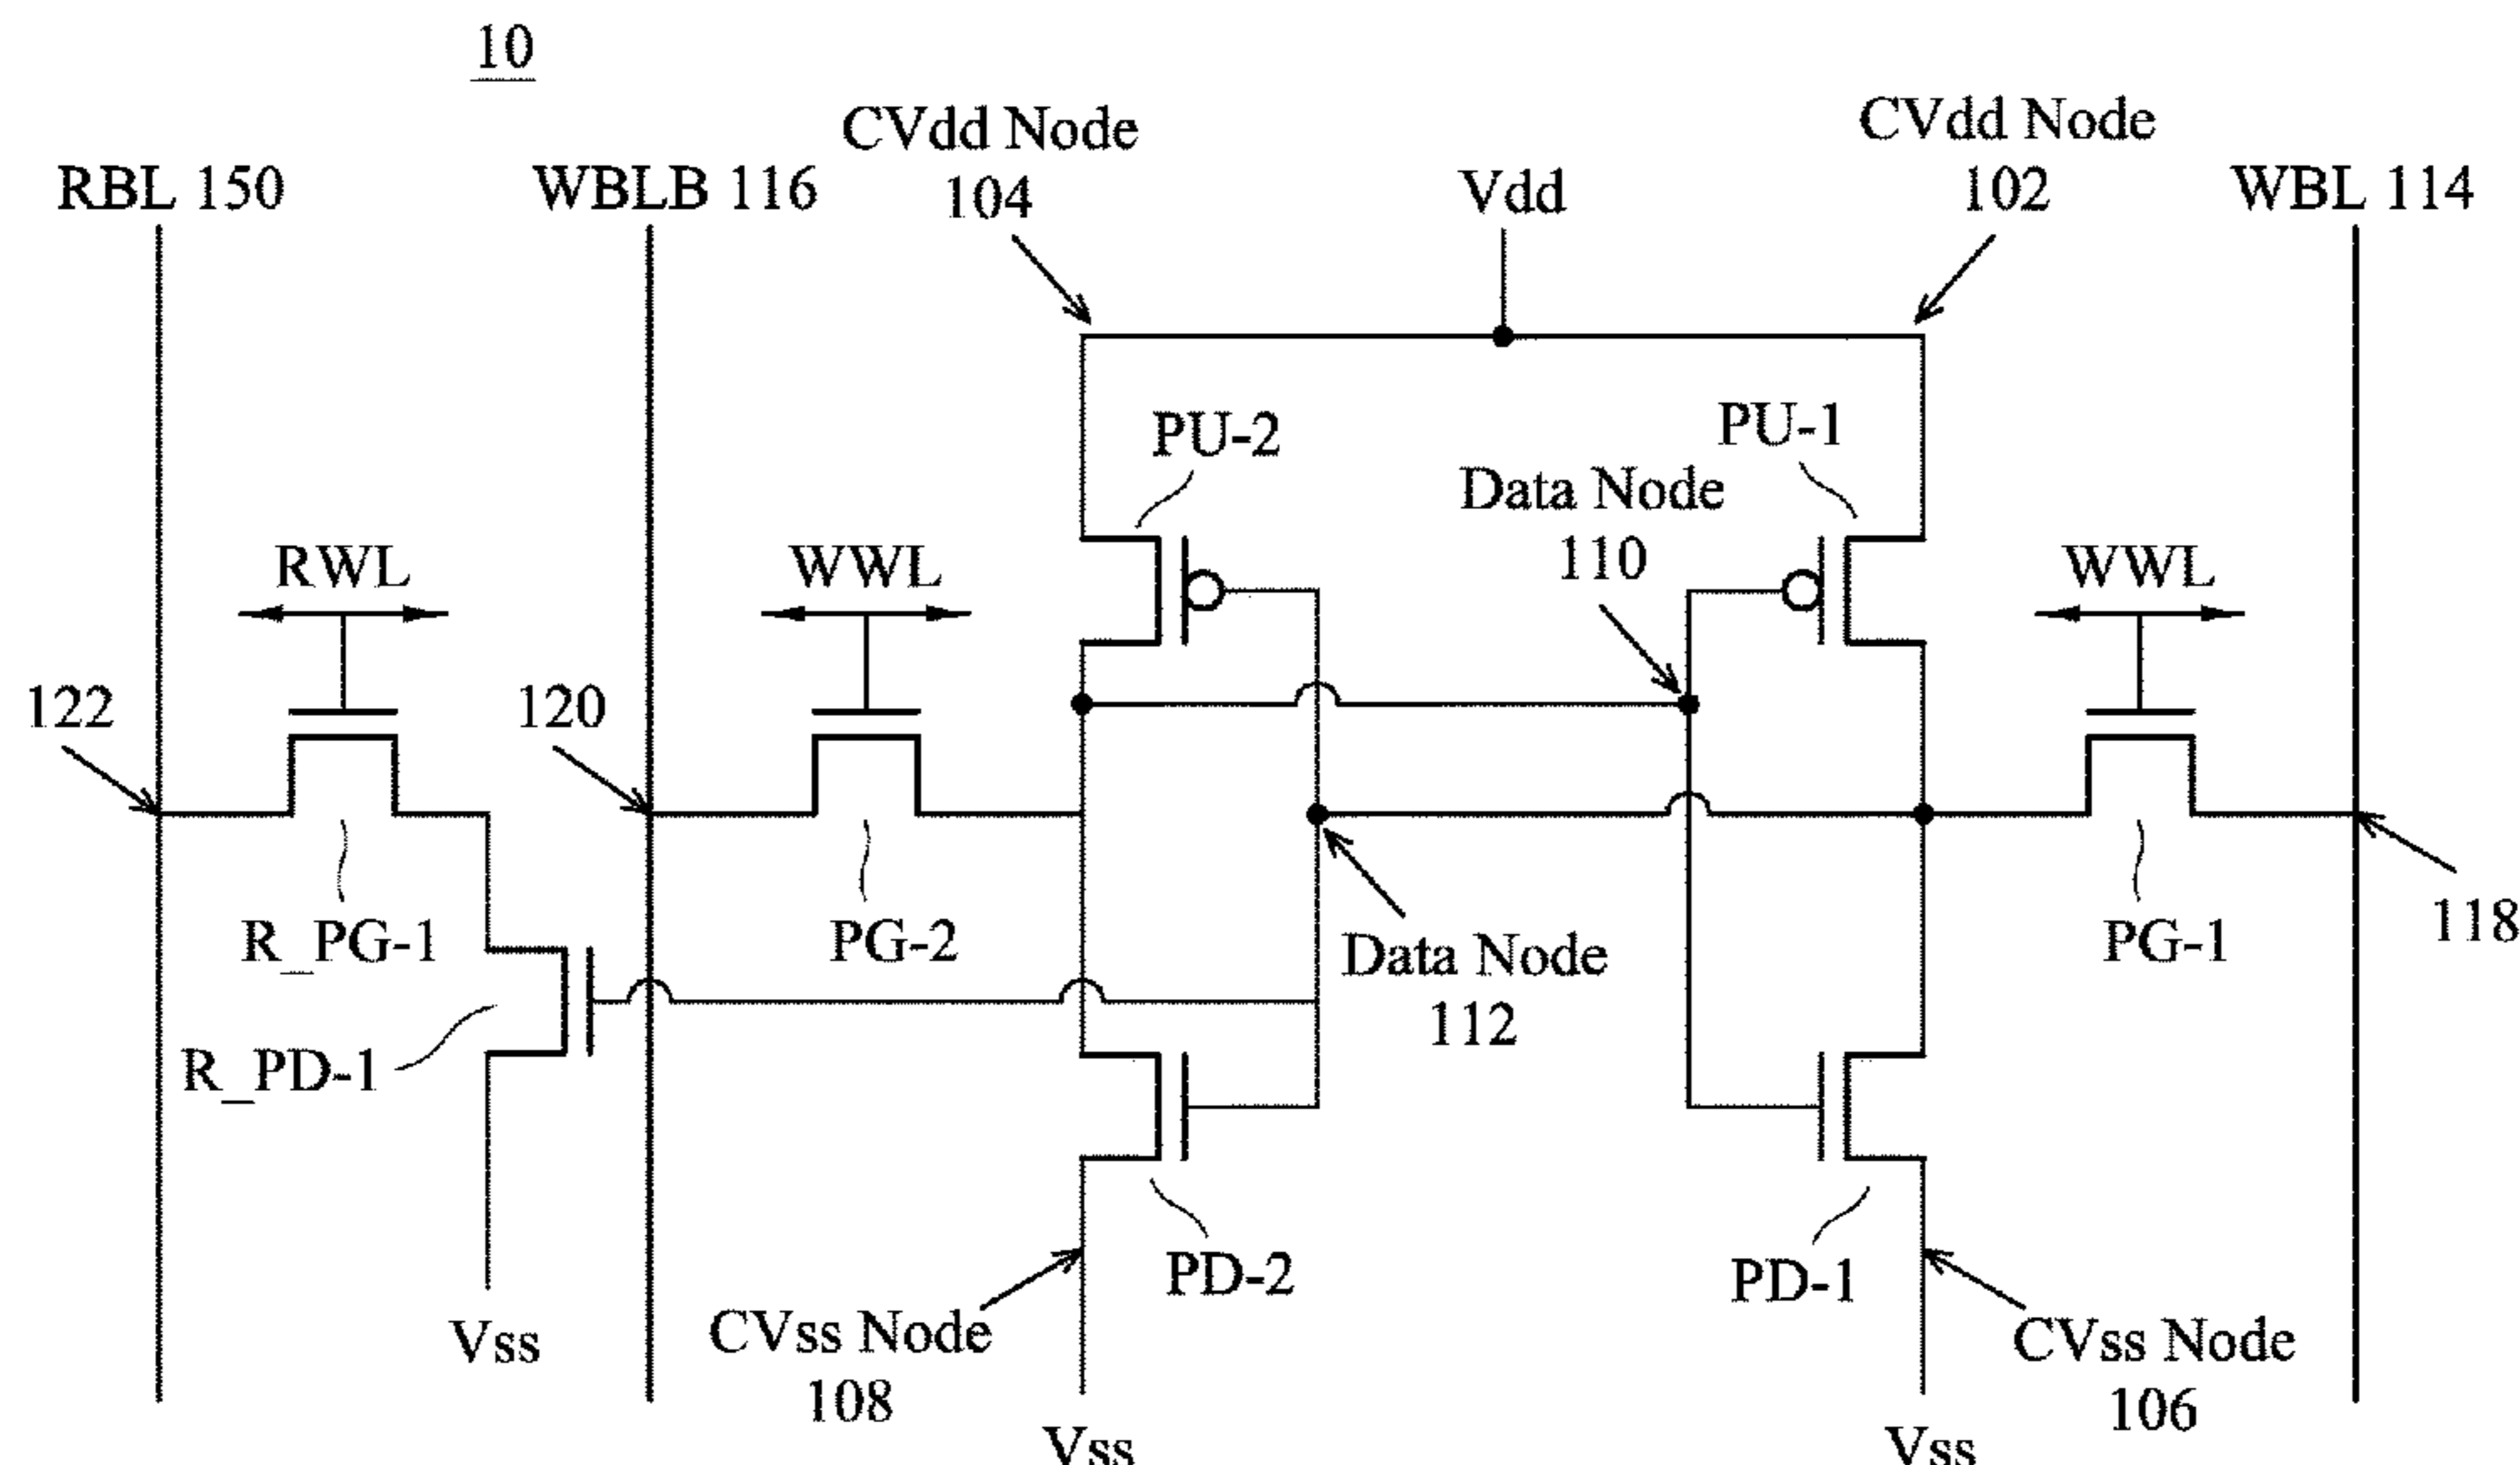 10
CVdd Node
104
CVdd Node
102
RBL 150
WBLB 116
Vdd
WBL 114
PU-2
PU-1
Data Node
110
RWL
WWL
WWL
122
120
R_PG-1
PG-2
Data Node
112
PG-1
118
R_PD-1
PD-2
PD-1
Vss
CVss Node
108
CVss Node
106
Vss
Vss